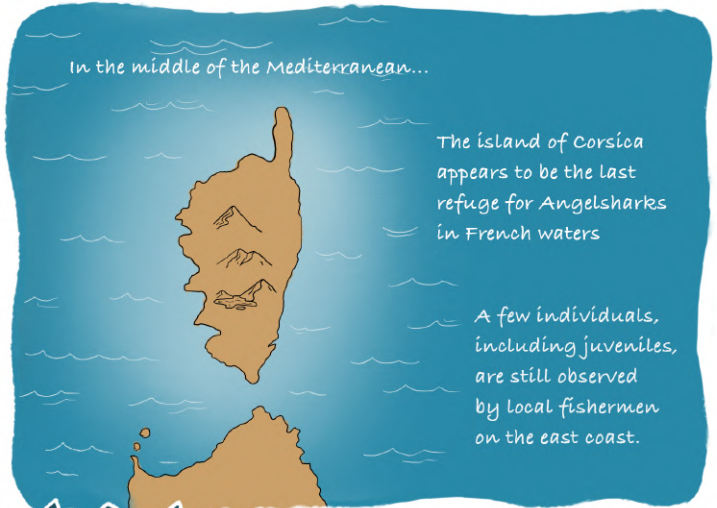 In the middle of the Mediterranean...
The island of Corsica
appears to be the last
refuge for Angelsharks
in French waters
A few individuals,
including juveniles,
are still observed
by local fishermen
on the east coast.